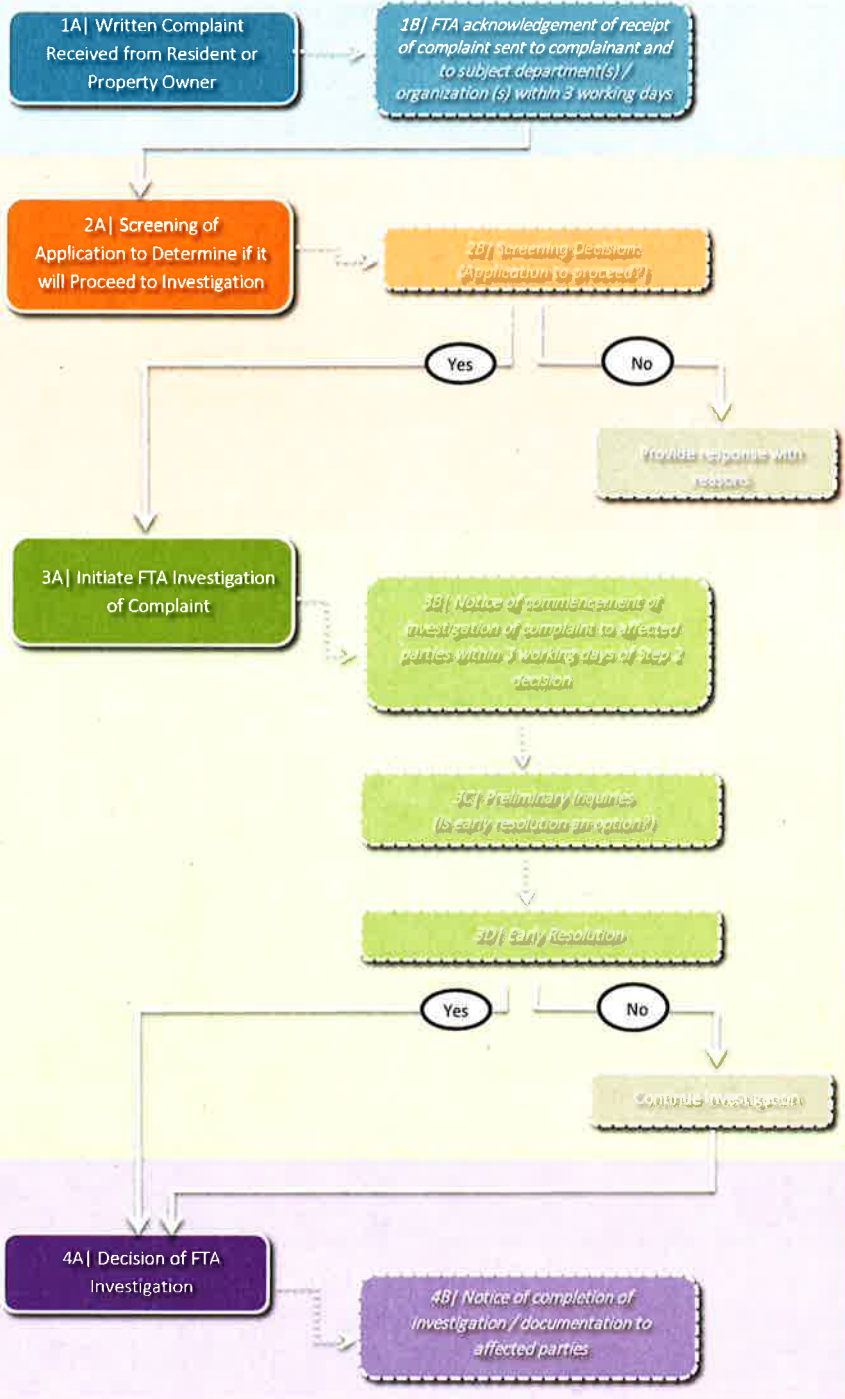 1A| Written Complaint
Received from Resident or
Property Owner
1B| FTA acknowledgement of receipt
of complaint sent to complainant and
to subject department(s) /
organization (s) within 3 working days
2A| Screening of
Application to Determine if it
will Proceed to Investigation
2B| Screening Decision:
(Application to proceed?)
Yes
No
Provide response with
reasons
3A| Initiate FTA Investigation
of Complaint
3B| Notice of commencement of
investigation of complaint to affected
parties within 3 working days of Step 2
decision
3C| Preliminary Inquiries
(Is early resolution an option?)
3D| Early Resolution
Yes
No
Continue Investigation
4A| Decision of FTA
Investigation
4B| Notice of completion of
investigation / documentation to
affected parties